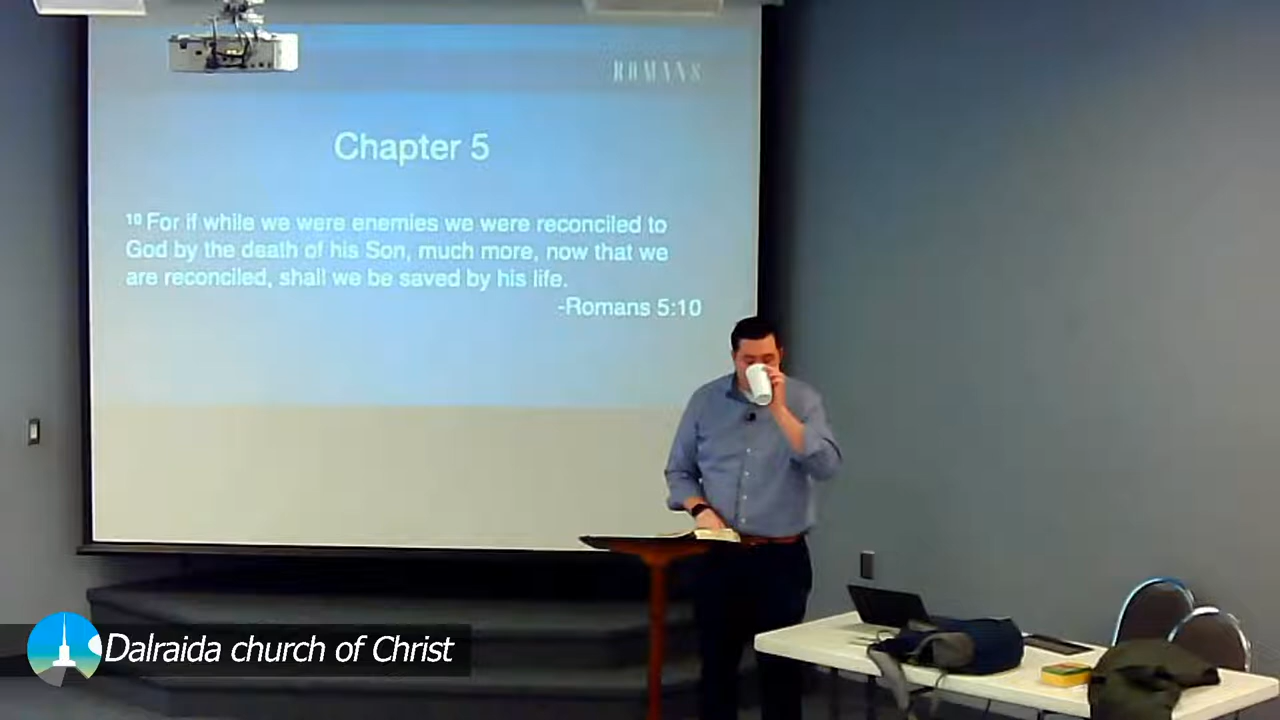 ROMANS
Chapter 5
10 For if while we were enemies we were reconciled to
God by the death of his Son, much more, now that we
are reconciled, shall we be saved by his life.
-Romans 5:10
Dalraida church of Christ